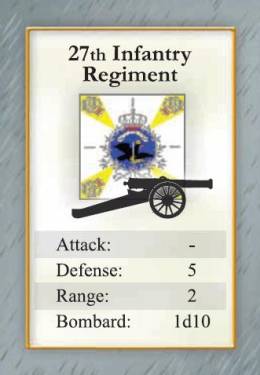 27th Infantry
Regiment
Attack: -
Defense: 5
Range: 2
Bombard: 1d10